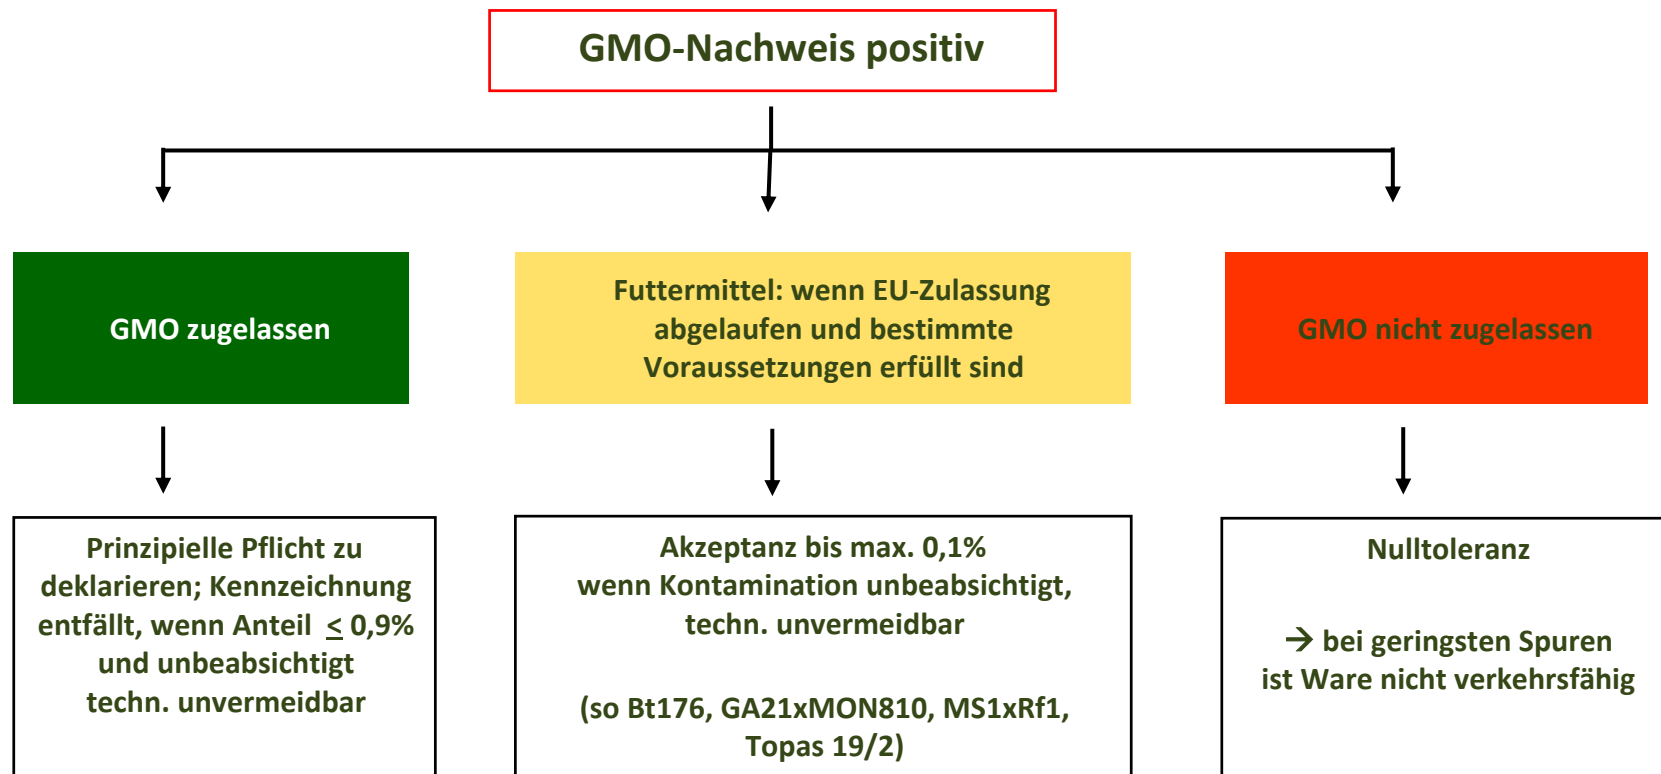 GMO-Nachweis positiv
GMO zugelassen
Futtermittel: wenn EU-Zulassung
abgelaufen und bestimmte
Voraussetzungen erfüllt sind
GMO nicht zugelassen
Prinzipielle Pflicht zu
deklarieren; Kennzeichnung
entfällt, wenn Anteil ≤ 0,9%
und unbeabsichtigt
techn. unvermeidbar
Akzeptanz bis max. 0,1%
wenn Kontamination unbeabsichtigt,
techn. unvermeidbar
(so Bt176, GA21xMON810, MS1xRf1,
Topas 19/2)
Nulltoleranz
→ bei geringsten Spuren
ist Ware nicht verkehrsfähig